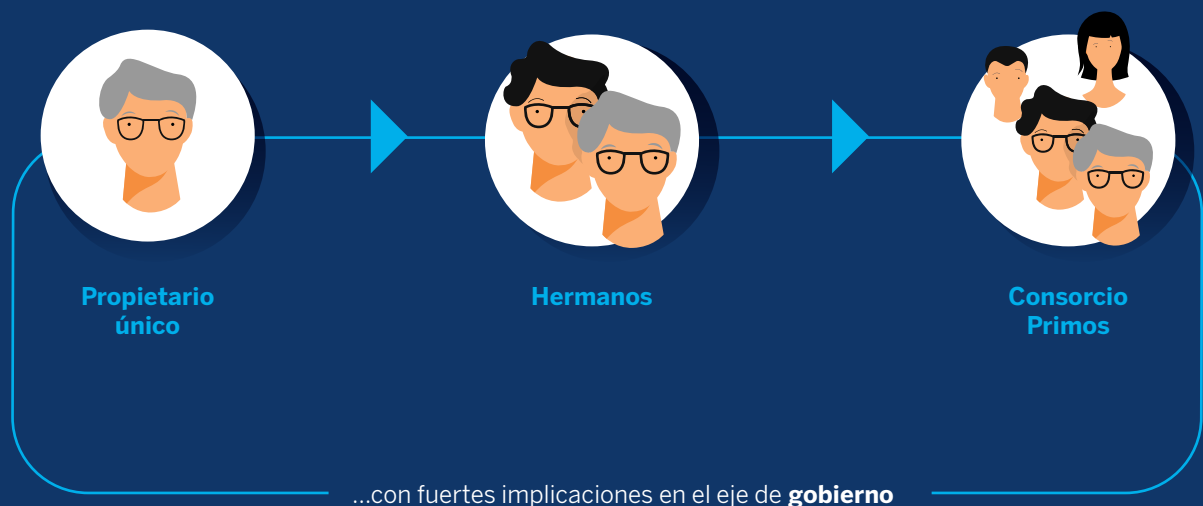 Propietario
único
Hermanos
Consorcio
Primos
...con fuertes implicaciones en el eje de gobierno